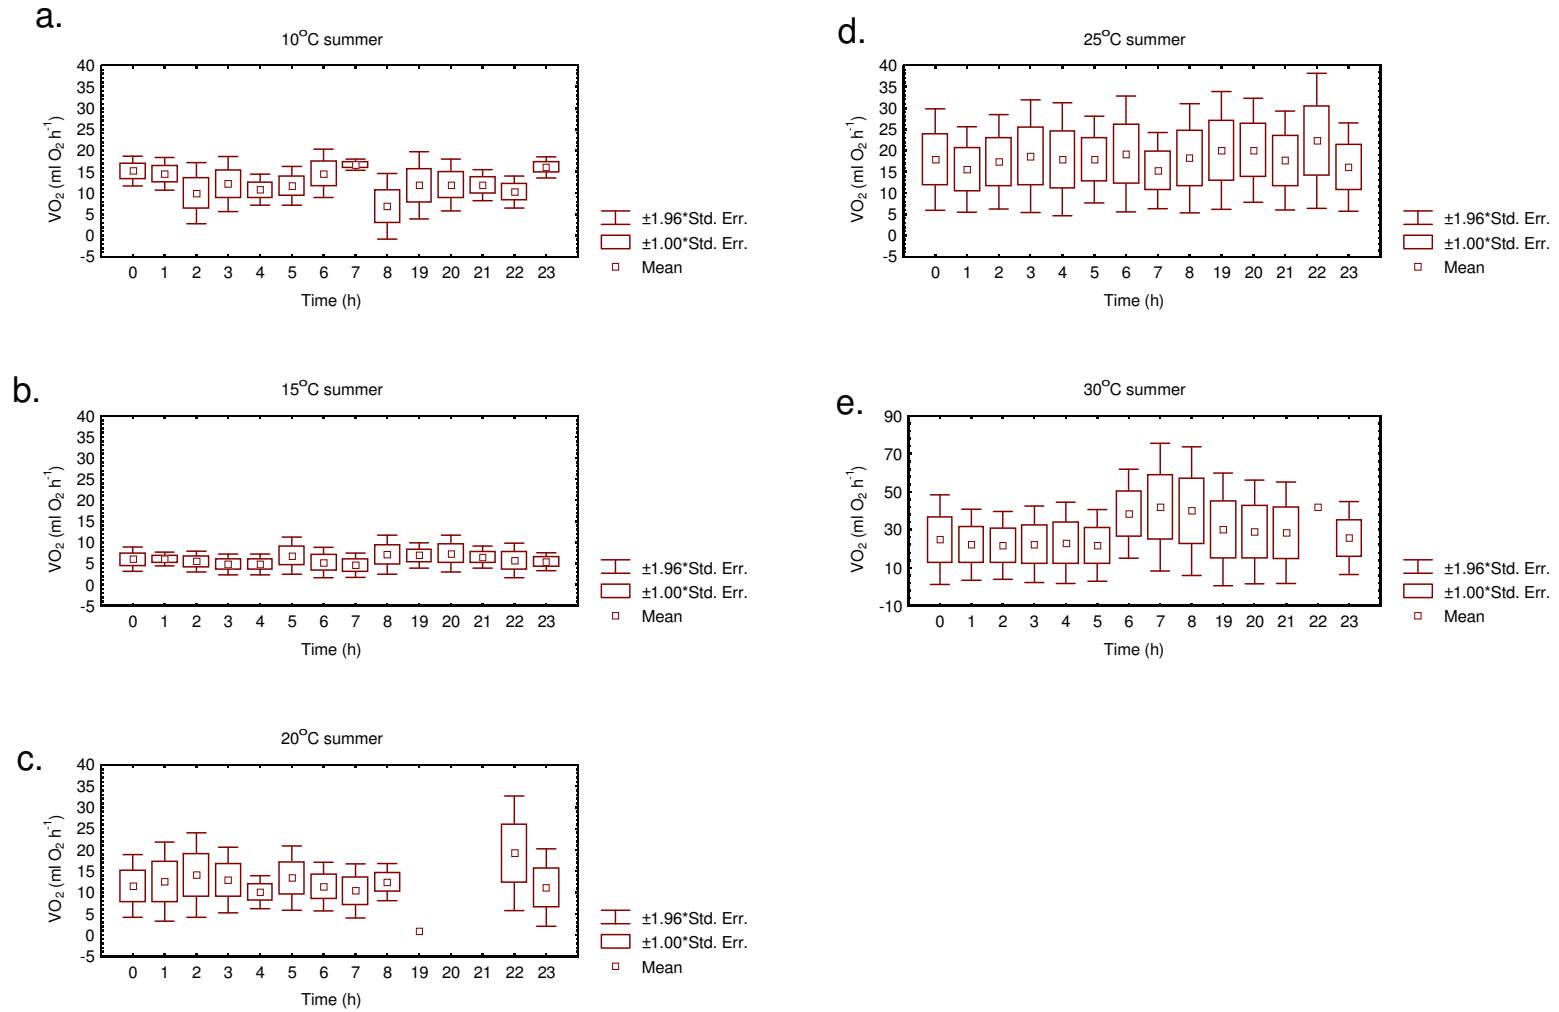 a.
10°C summer
40
35
30
25
20
15
10
5
0
-5
VO₂ (ml O₂ h⁻¹)
0 1 2 3 4 5 6 7 8 19 20 21 22 23
Time (h)
±1.96*Std. Err.
±1.00*Std. Err.
Mean
b.
15°C summer
40
35
30
25
20
15
10
5
0
-5
VO₂ (ml O₂ h⁻¹)
0 1 2 3 4 5 6 7 8 19 20 21 22 23
Time (h)
±1.96*Std. Err.
±1.00*Std. Err.
Mean
c.
20°C summer
40
35
30
25
20
15
10
5
0
-5
VO₂ (ml O₂ h⁻¹)
0 1 2 3 4 5 6 7 8 19 20 21 22 23
Time (h)
±1.96*Std. Err.
±1.00*Std. Err.
Mean
d.
25°C summer
40
35
30
25
20
15
10
5
0
-5
VO₂ (ml O₂ h⁻¹)
0 1 2 3 4 5 6 7 8 19 20 21 22 23
Time (h)
±1.96*Std. Err.
±1.00*Std. Err.
Mean
e.
30°C summer
90
70
50
30
10
-10
VO₂ (ml O₂ h⁻¹)
0 1 2 3 4 5 6 7 8 19 20 21 22 23
Time (h)
±1.96*Std. Err.
±1.00*Std. Err.
Mean